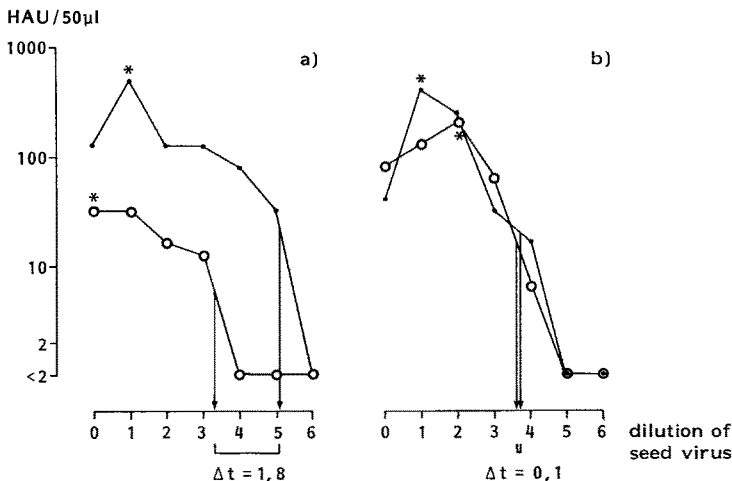 HAU/50µl
1000
a)
b)
*
*
*
*
100
10
2
<2
0 1 2 3 4 5 6
0 1 2 3 4 5 6
dilution of
seed virus
Δt = 1,8
Δt = 0,1